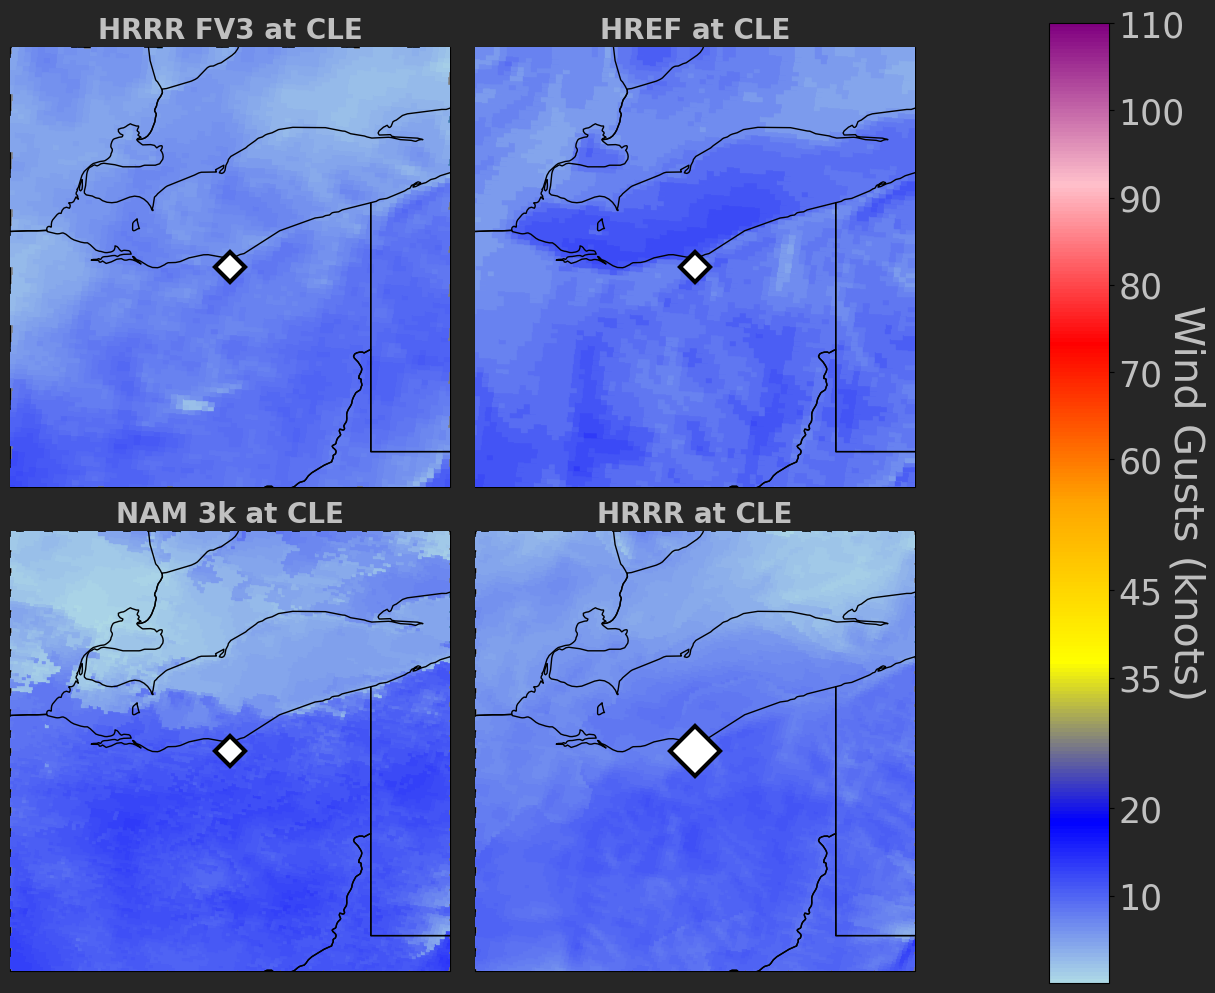 HRRR FV3 at CLE
HREF at CLE
NAM 3k at CLE
HRRR at CLE
110
100
90
80
70
60
45
35
20
10
Wind Gusts (knots)